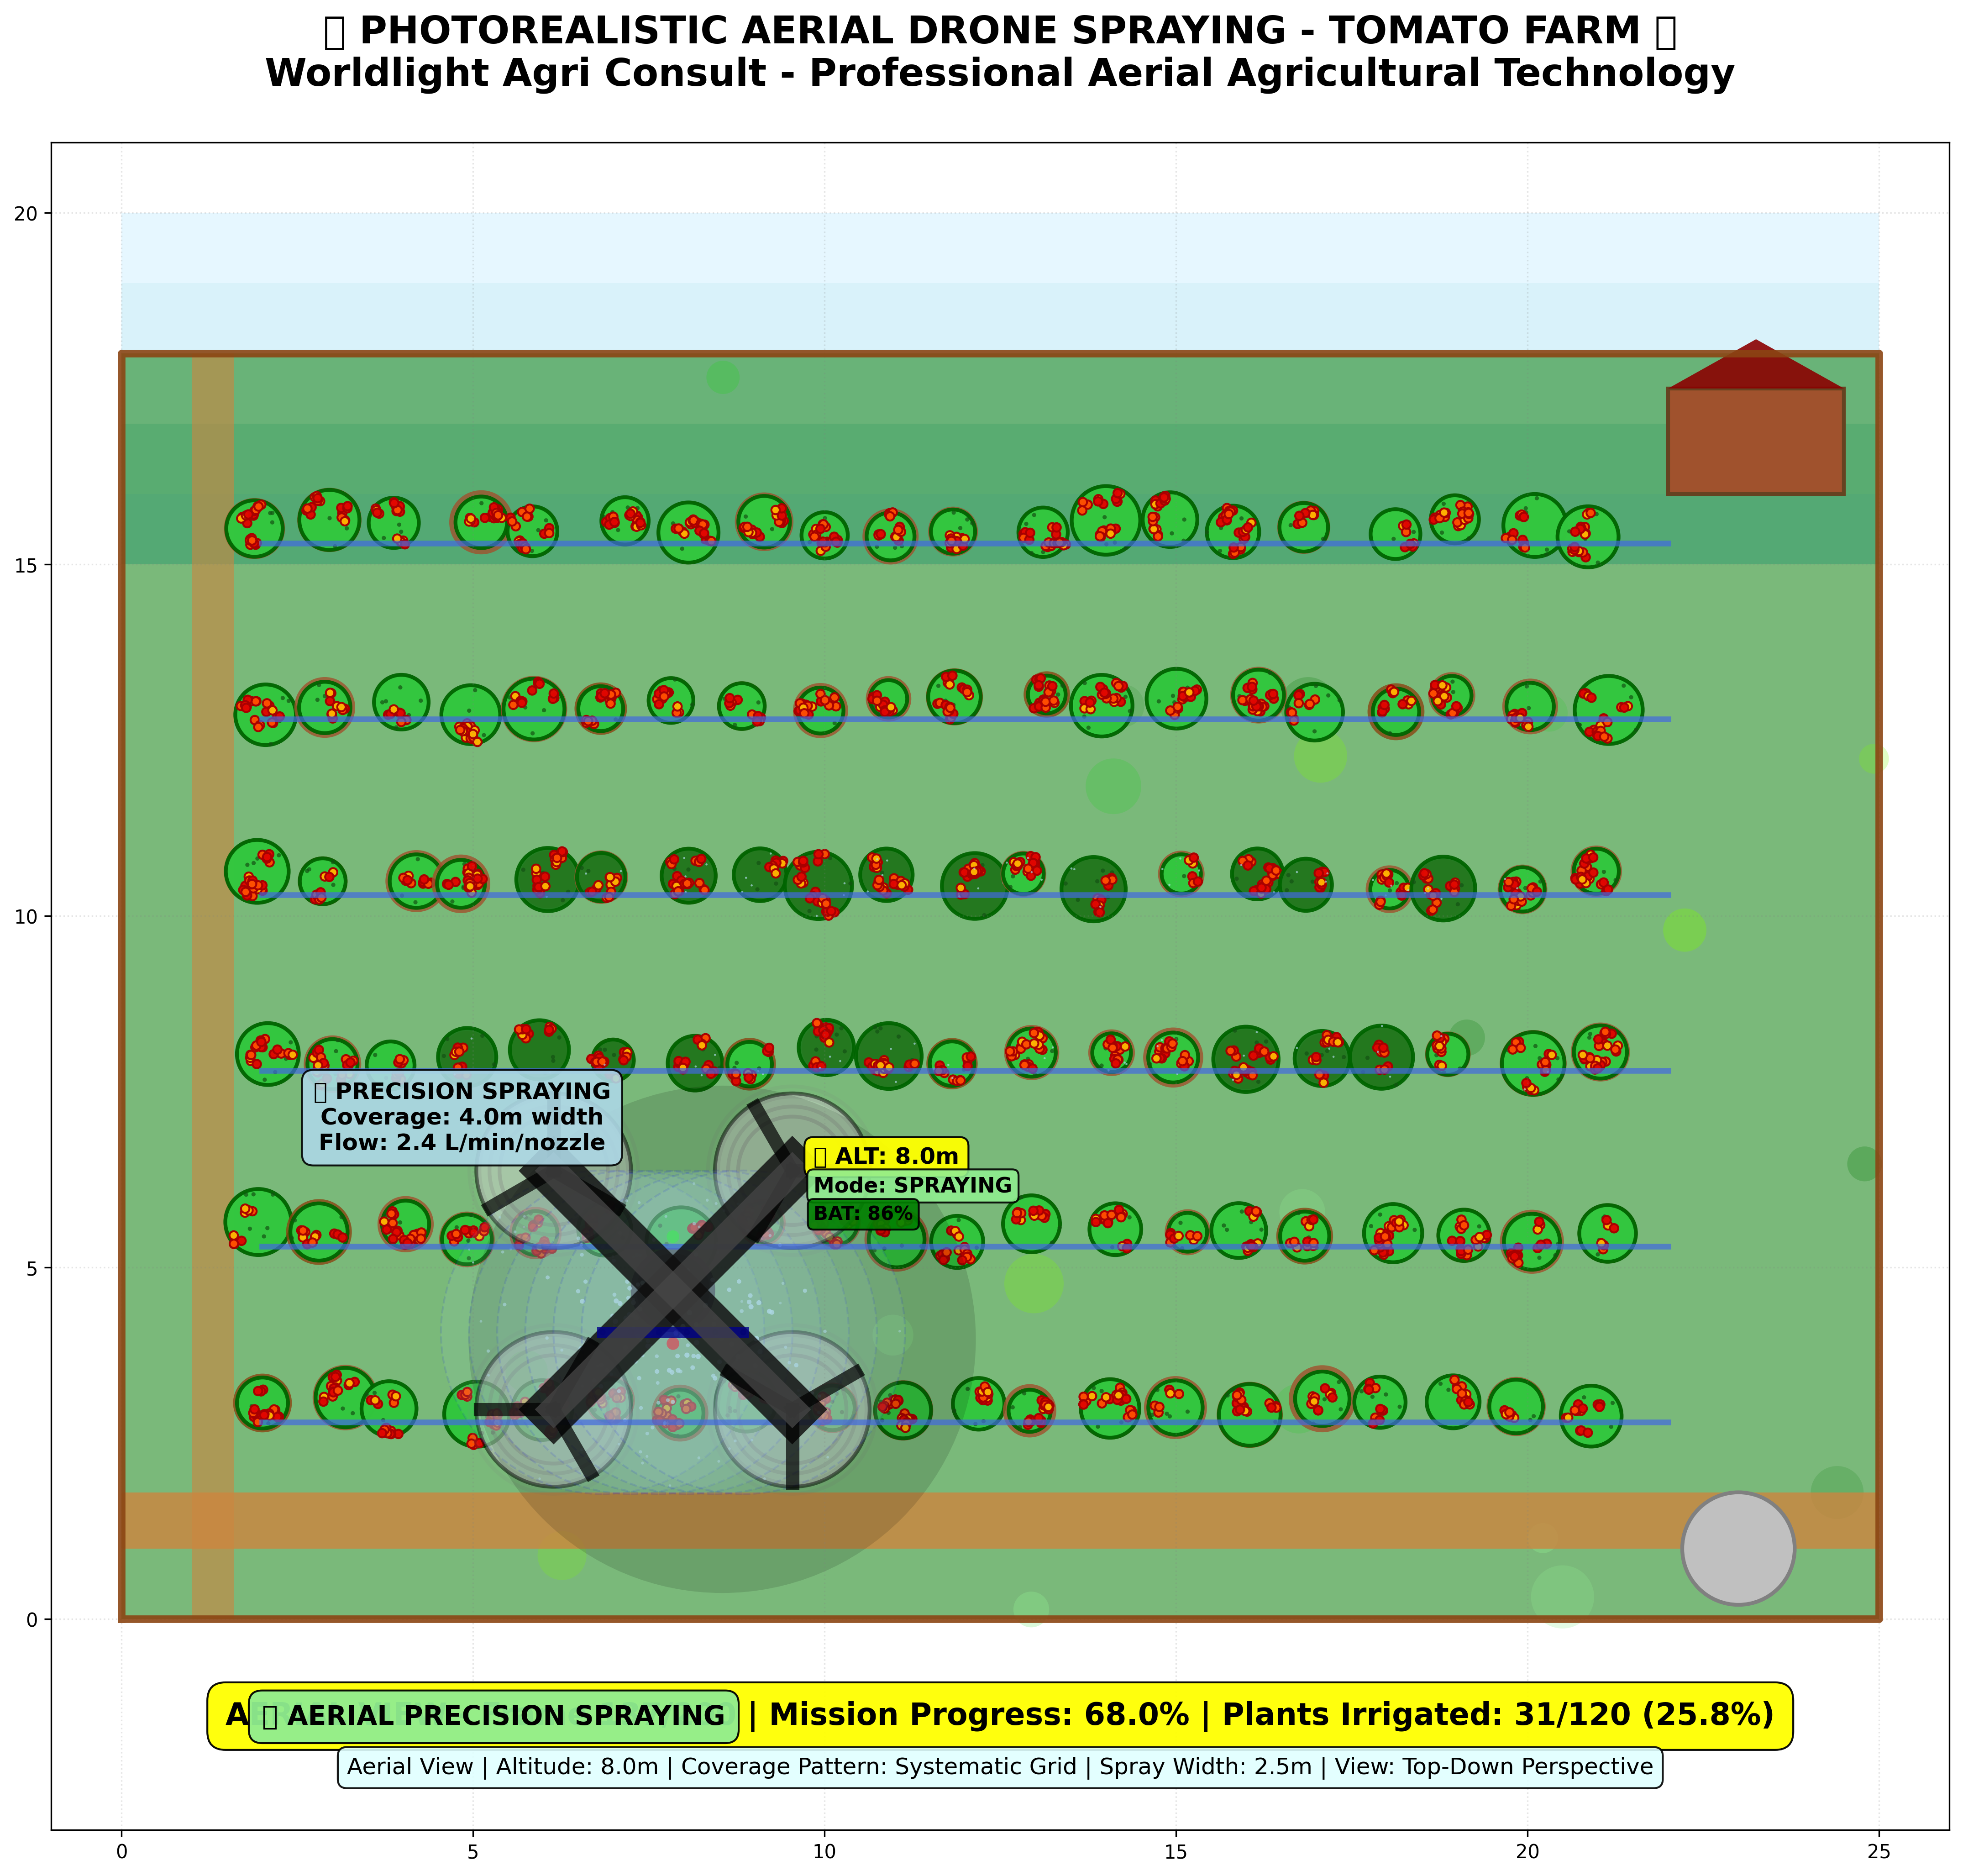 ▯ PHOTOREALISTIC AERIAL DRONE SPRAYING - TOMATO FARM ▯
Worldlight Agri Consult - Professional Aerial Agricultural Technology
20
15
10
5
0
▯ PRECISION SPRAYING
Coverage: 4.0m width
Flow: 2.4 L/min/nozzle
▯ ALT: 8.0m
Mode: SPRAYING
BAT: 86%
▯ AERIAL PRECISION SPRAYING | Mission Progress: 68.0% | Plants Irrigated: 31/120 (25.8%)
Aerial View | Altitude: 8.0m | Coverage Pattern: Systematic Grid | Spray Width: 2.5m | View: Top-Down Perspective
0 5 10 15 20 25